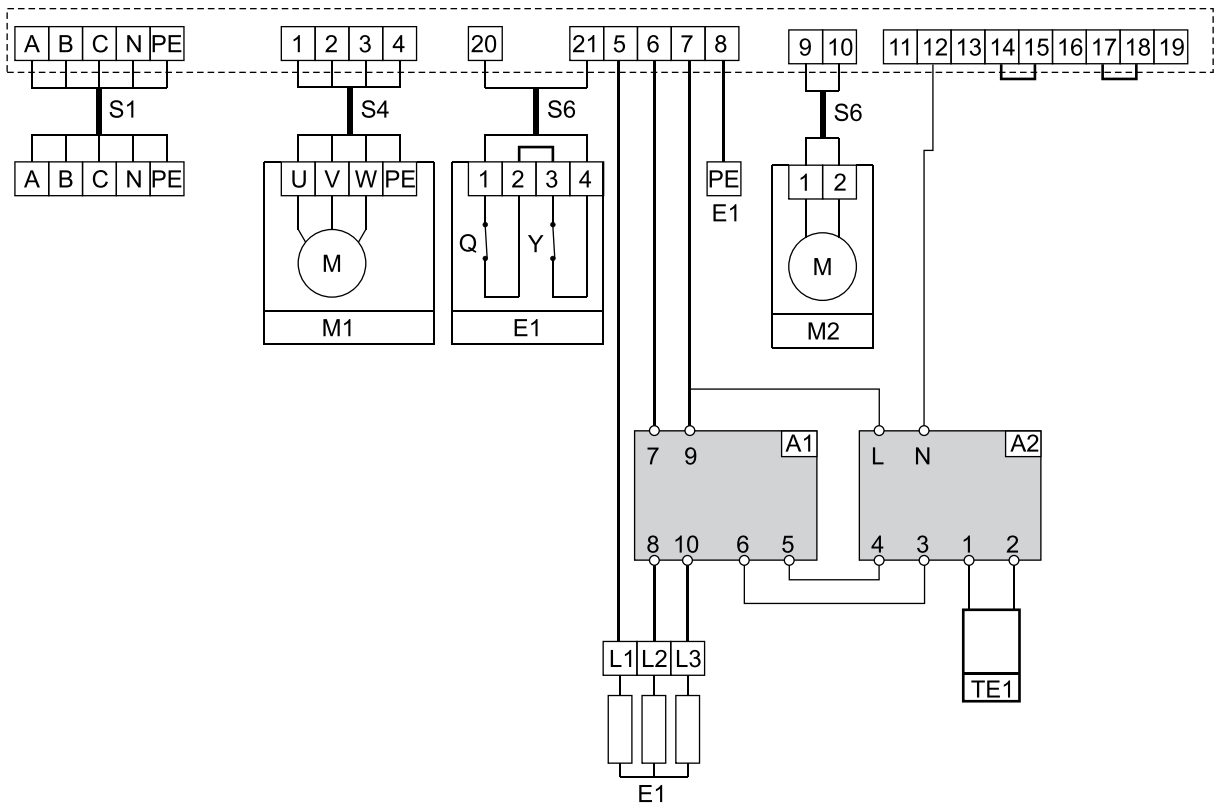 A B C N PE 1 2 3 4 20 21 5 6 7 8 9 10 11 12 13 14 15 16 17 18 19
S1 S4 S6 S6
A B C N PE U V W PE 1 2 3 4 PE 1 2
E1
Q Y
M M
M1 E1 M2
A1 A2
7 9 L N
8 10 6 5 4 3 1 2
L1 L2 L3
TE1
E1